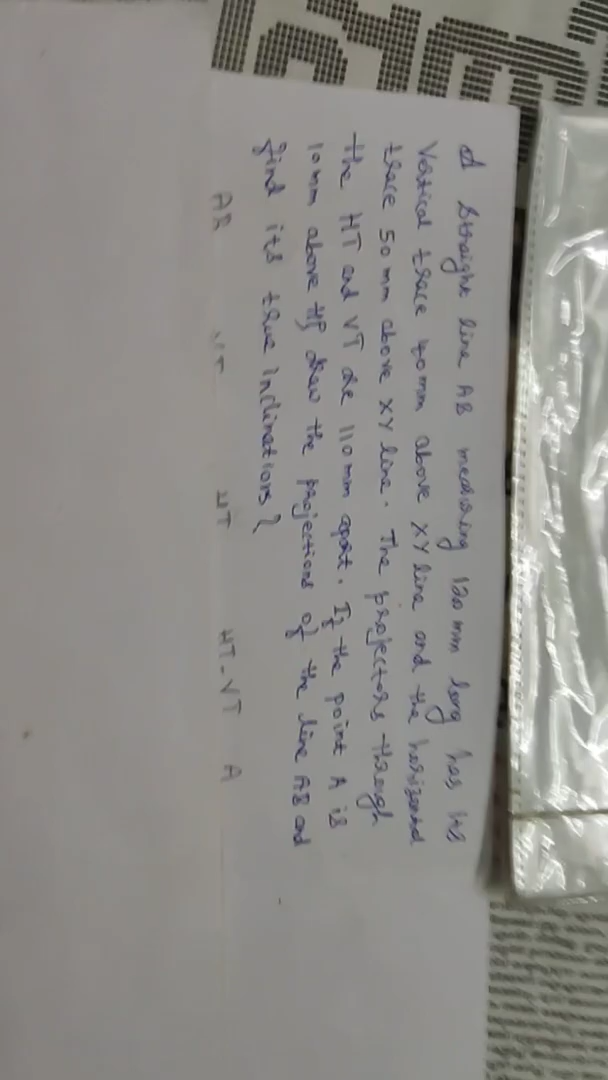 A Straight line AB measuring 120 mm long has its
Vertical trace 40mm above XY line and the horizontal
trace 50 mm above XY line. The projectors through
the HT and VT are 110 mm apart. If the point A is
10 mm above HP draw the projections of the line AB and
find its true inclinations?
AB VT HT HT-VT A